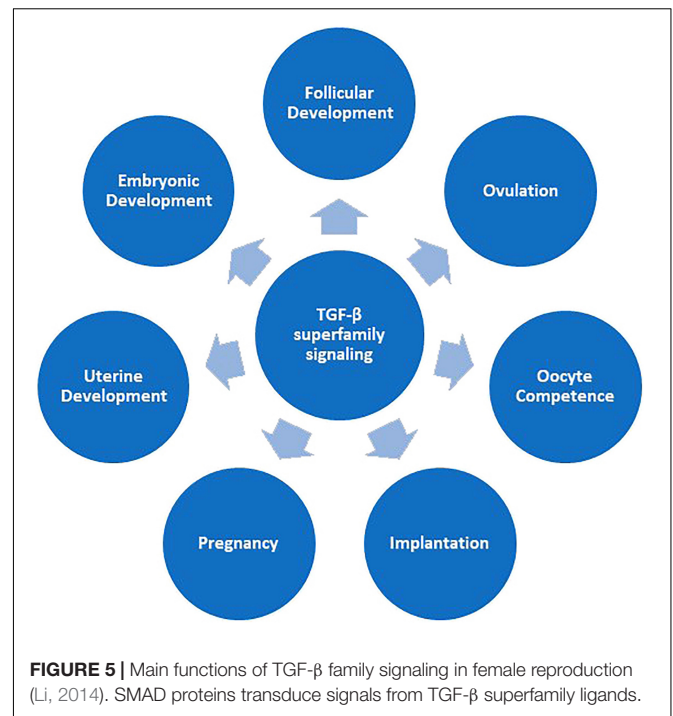 Follicular
Development
Embryonic
Development
Ovulation
TGF-β
superfamily
signaling
Uterine
Development
Oocyte
Competence
Pregnancy
Implantation
FIGURE 5 | Main functions of TGF-β family signaling in female reproduction
(Li, 2014). SMAD proteins transduce signals from TGF-β superfamily ligands.